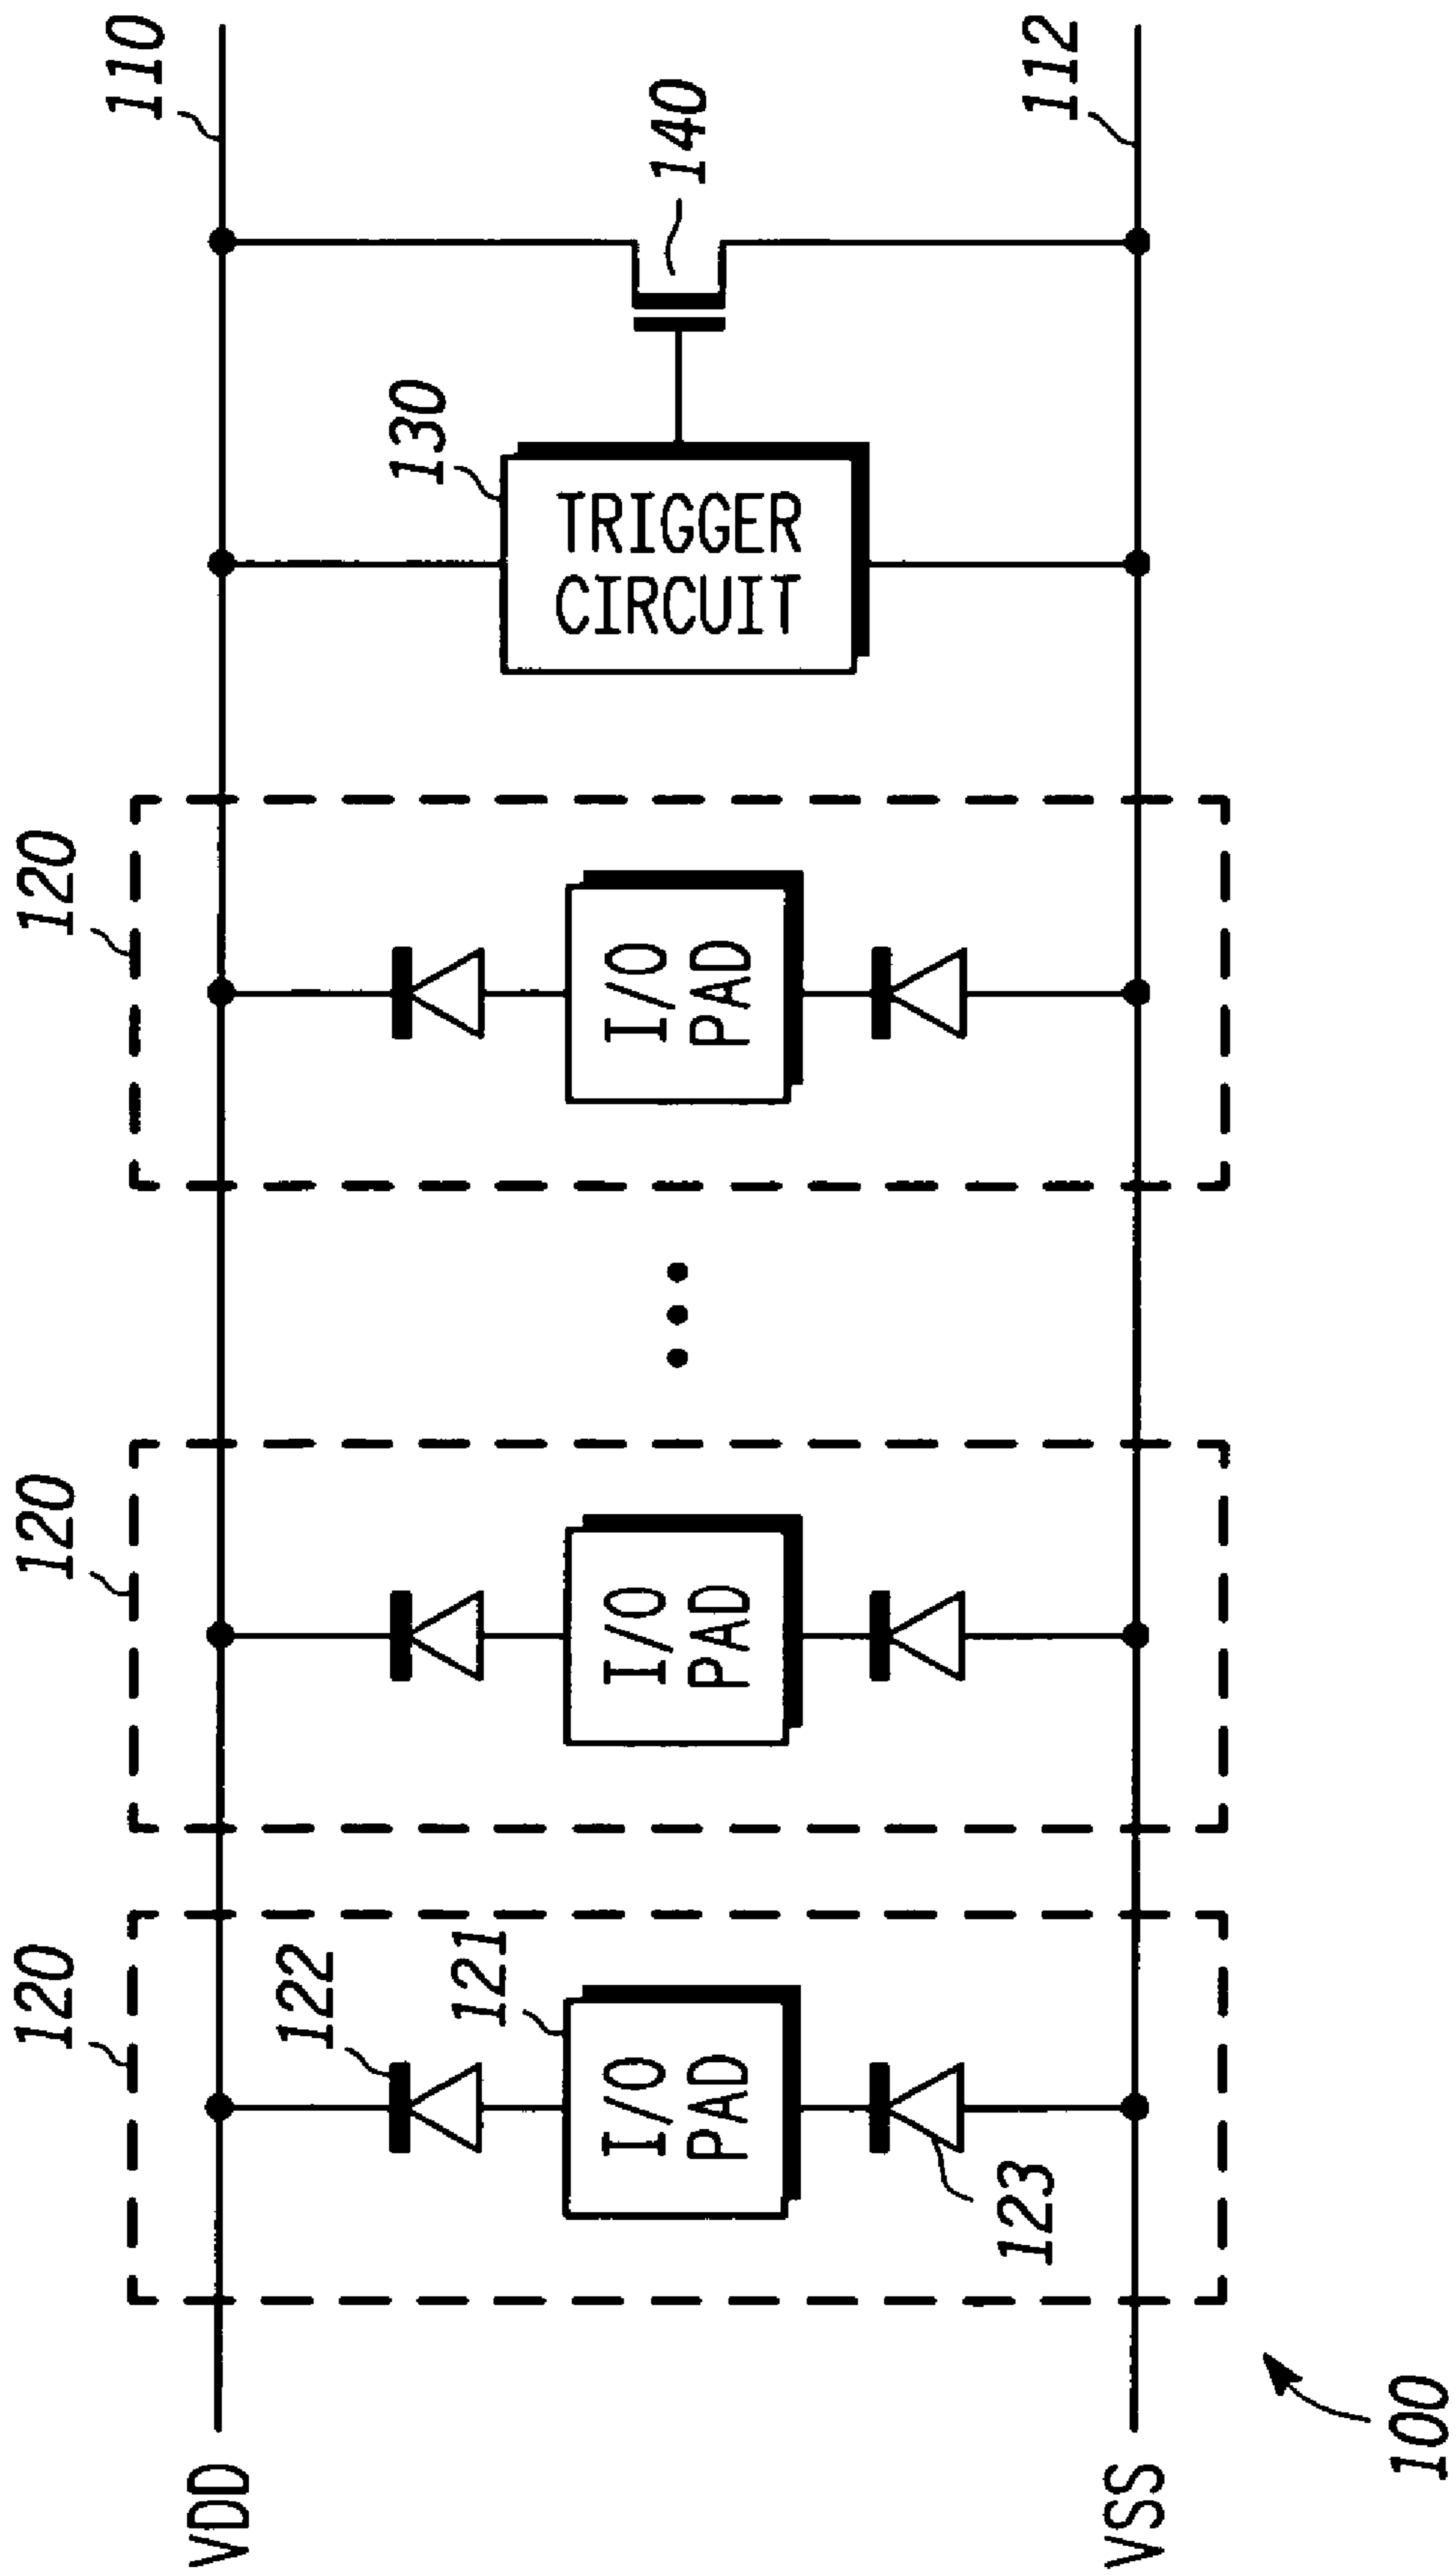 120
120
120
110
VDD
122
130
121
140
I/O
PAD
I/O
PAD
I/O
PAD
TRIGGER
CIRCUIT
123
112
VSS
100